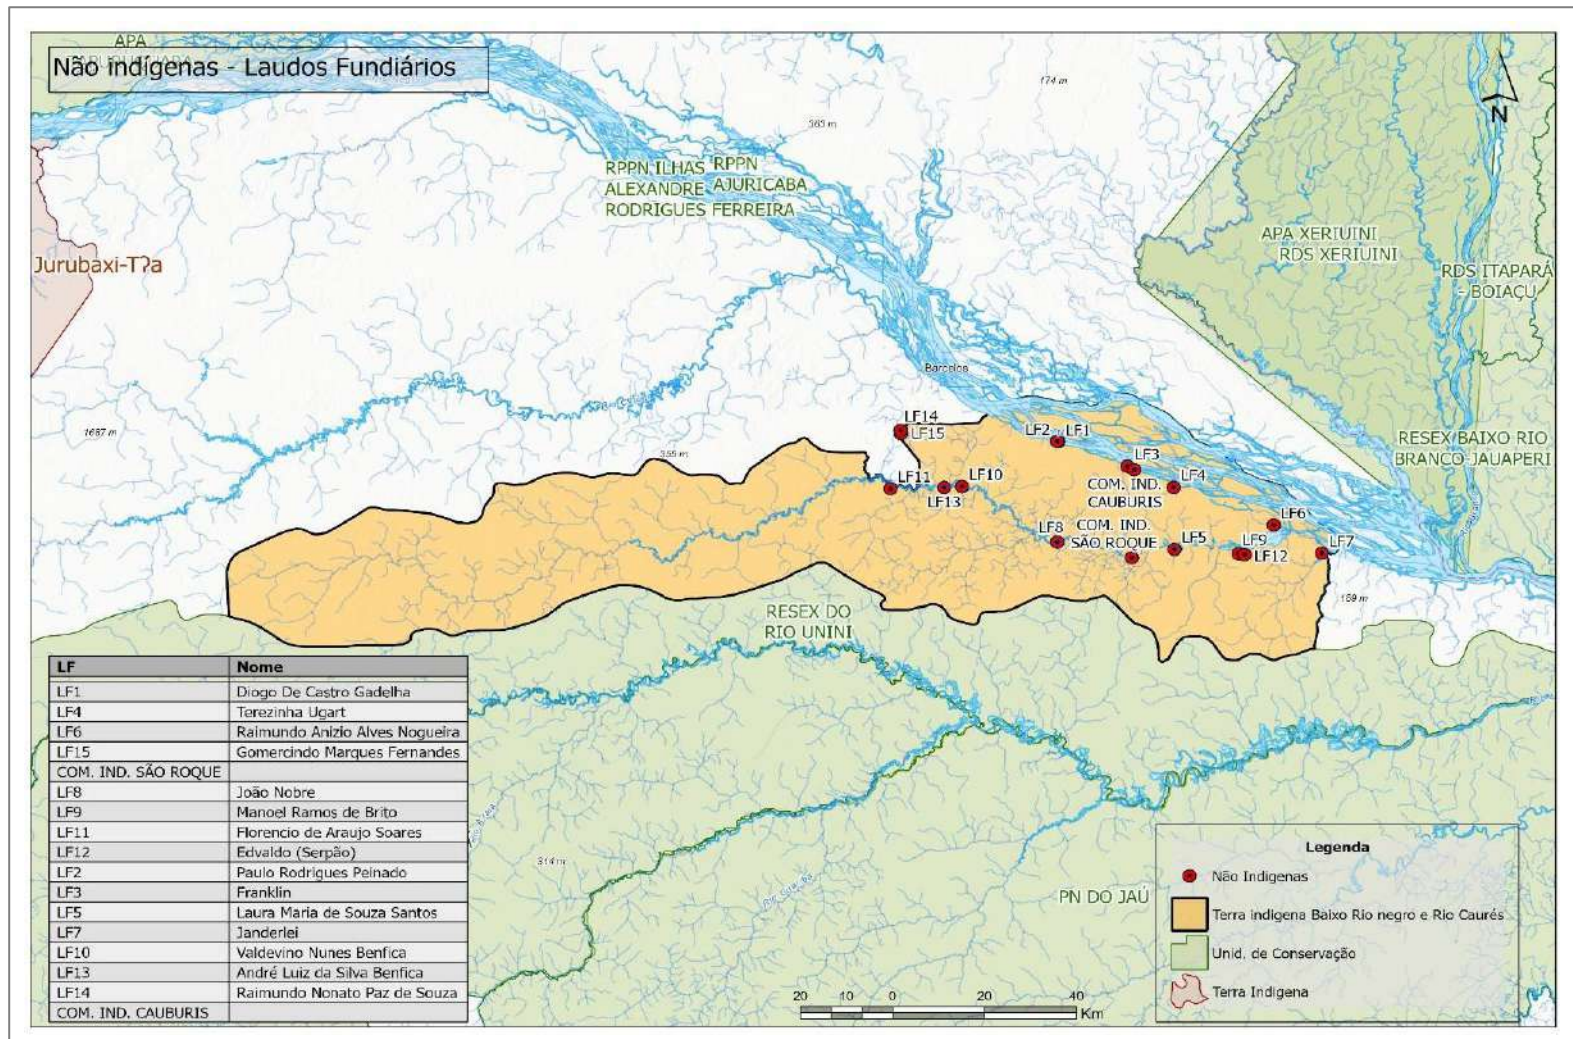 APA
Não indígenas - Laudos Fundiários
174 m
363 m
N
RPPN ILHAS
ALEXANDRE
RODRIGUES FERREIRA
RPPN
AJURICABA
APA XERIUINI
RDS XERIUINI
RDS ITAPARÁ
- BOIAÇU
Jurubaxi-T?a
Barcelos
1687 m
355 m
LF14
LF15
LF2
LF1
LF3
RESEX BAIXO RIO
BRANCO JAUAPERI
LF11
LF10
LF13
COM. IND.
CAUBURIS
LF4
LF8
COM. IND.
SÃO ROQUE
LF5
LF6
LF9
LF12
LF7
159 m
RESEX DO
RIO UNINI
LF Nome
LF1 Diogo De Castro Gadelha
LF4 Terezinha Ugart
LF6 Raimundo Anizio Alves Nogueira
LF15 Gomercindo Marques Fernandes
COM. IND. SÃO ROQUE
LF8 João Nobre
LF9 Manoel Ramos de Brito
LF11 Florencio de Araujo Soares
LF12 Edvaldo (Serpão)
LF2 Paulo Rodrigues Peinado
LF3 Franklin
LF5 Laura Maria de Souza Santos
LF7 Janderlei
LF10 Valdevino Nunes Benfica
LF13 André Luiz da Silva Benfica
LF14 Raimundo Nonato Paz de Souza
COM. IND. CAUBURIS
314 m
PN DO JAÚ
20 10 0 20 40
Km
Legenda
Não Indigenas
Terra indigena Baixo Rio negro e Rio Caurés
Unid. de Conservação
Terra Indigena